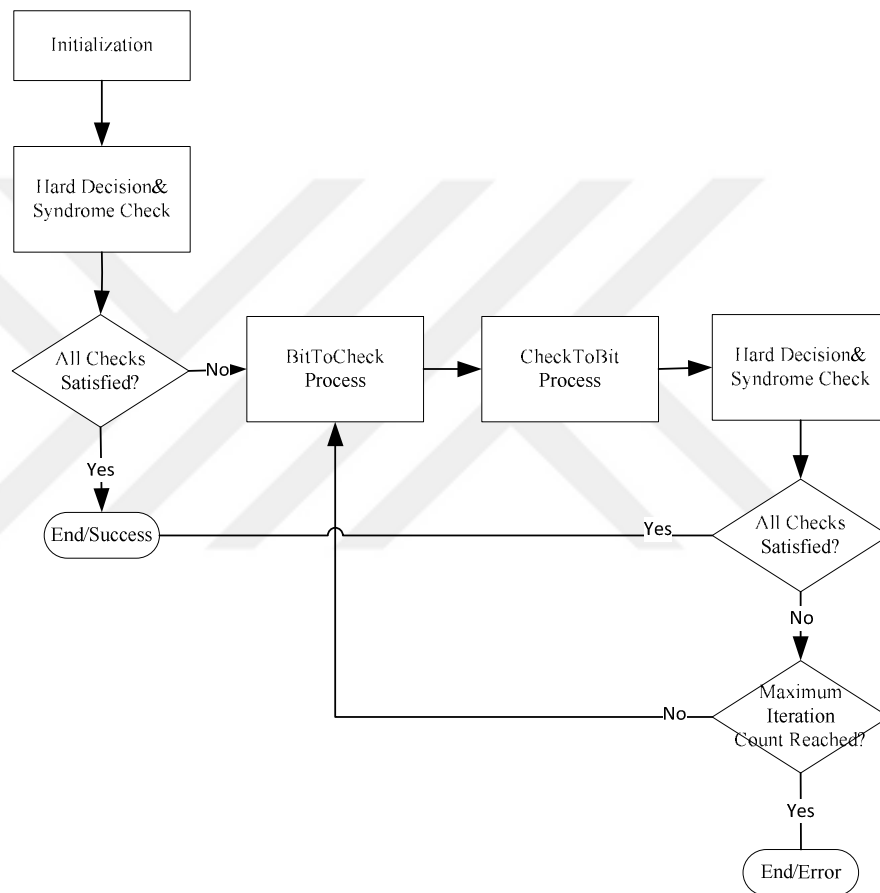 Initialization
Hard Decision&
Syndrome Check
All Checks
Satisfied?
No
BitToCheck
Process
CheckToBit
Process
Hard Decision&
Syndrome Check
Yes
End/Success
Yes
All Checks
Satisfied?
No
Maximum
Iteration
Count Reached?
No
Yes
End/Error